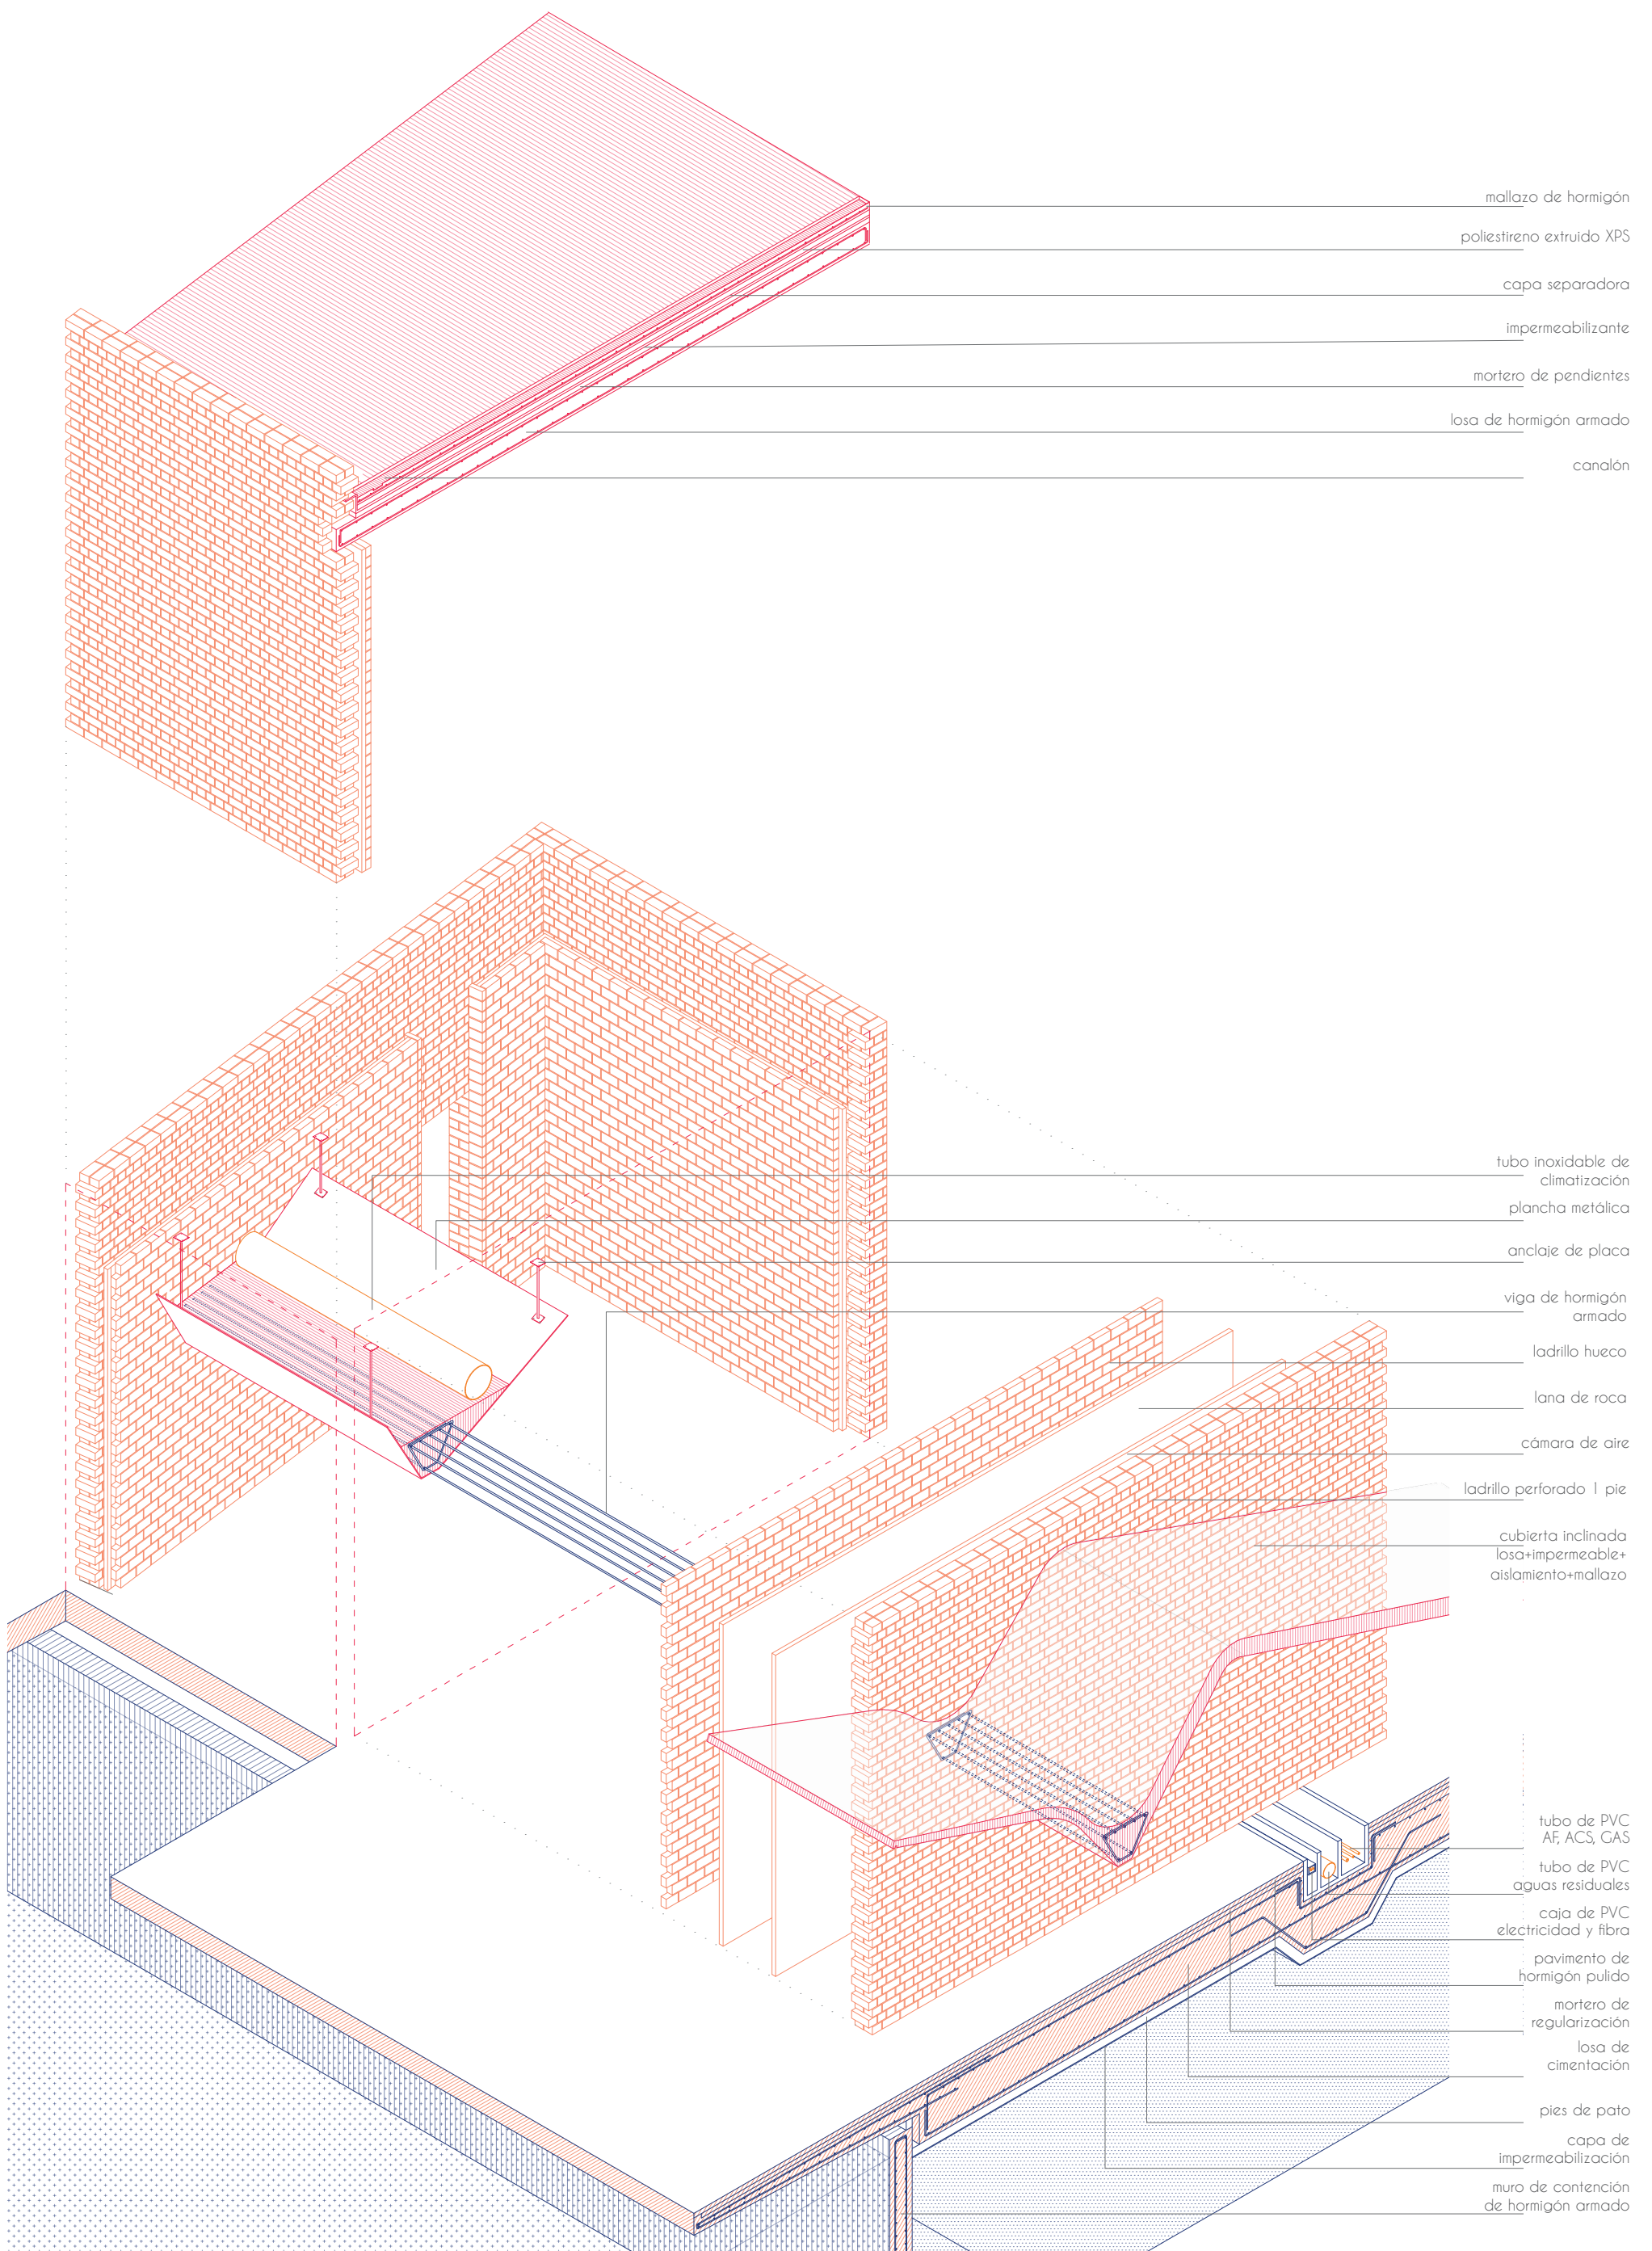 mallazo de hormigón
poliestireno extruido XPS
capa separadora
impermeabilizante
mortero de pendientes
losa de hormigón armado
canalón
tubo inoxidable de
climatización
plancha metálica
anclaje de placa
viga de hormigón
armado
ladrillo hueco
lana de roca
cámara de aire
ladrillo perforado 1 pie
cubierta inclinada
losa+impermeable+
aislamiento+mallazo
tubo de PVC
AF, ACS, GAS
tubo de PVC
aguas residuales
caja de PVC
electricidad y fibra
pavimento de
hormigón pulido
mortero de
regularización
losa de
cimentación
pies de pato
capa de
impermeabilización
muro de contención
de hormigón armado